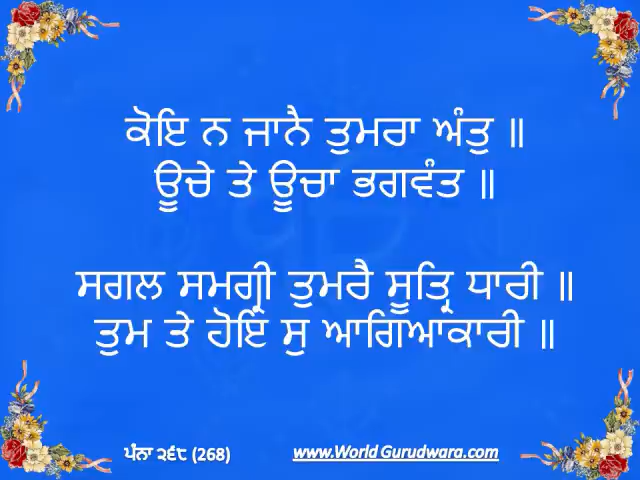 ਕੋਇ ਨ ਜਾਨੈ ਤੁਮਰਾ ਅੰਤੁ ॥
ਊਚੇ ਤੇ ਊਚਾ ਭਗਵੰਤ ॥
ਸਗਲ ਸਮਗ੍ਰੀ ਤੁਮਰੈ ਸੂਤ੍ਰਿ ਧਾਰੀ ॥
ਤੁਮ ਤੇ ਹੋਇ ਸੁ ਆਗਿਆਕਾਰੀ ॥
ਪੰਨਾ ੨੬੮ (268) www.World Gurudwara.com